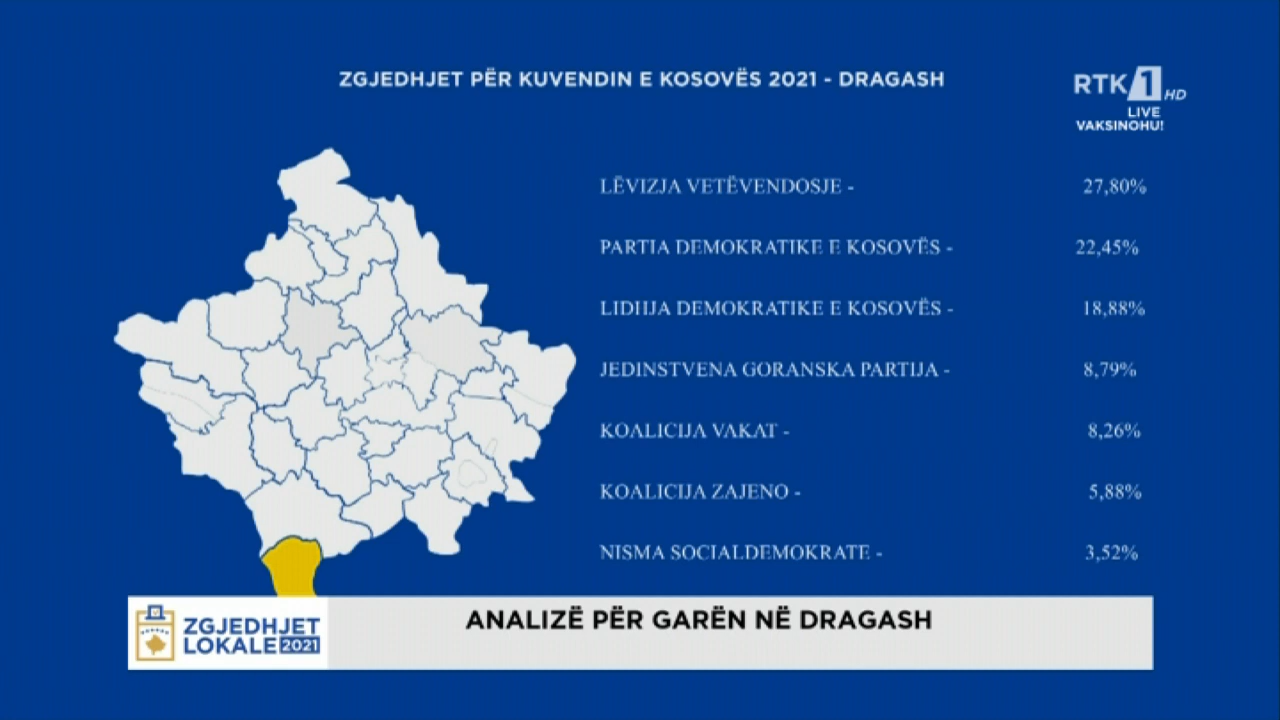 ZGJEDHJET PËR KUVENDIN E KOSOVËS 2021 - DRAGASH
RTK 1 HD
LIVE
VAKSINOHU!
LËVIZJA VETËVENDOSJE - 27,80%
PARTIA DEMOKRATIKE E KOSOVËS - 22,45%
LIDHJA DEMOKRATIKE E KOSOVËS - 18,88%
JEDINSTVENA GORANSKA PARTIJA - 8,79%
KOALICIJA VAKAT - 8,26%
KOALICIJA ZAJENO - 5,88%
NISMA SOCIALDEMOKRATE - 3,52%
ZGJEDHJET
LOKALE 2021
ANALIZË PËR GARËN NË DRAGASH